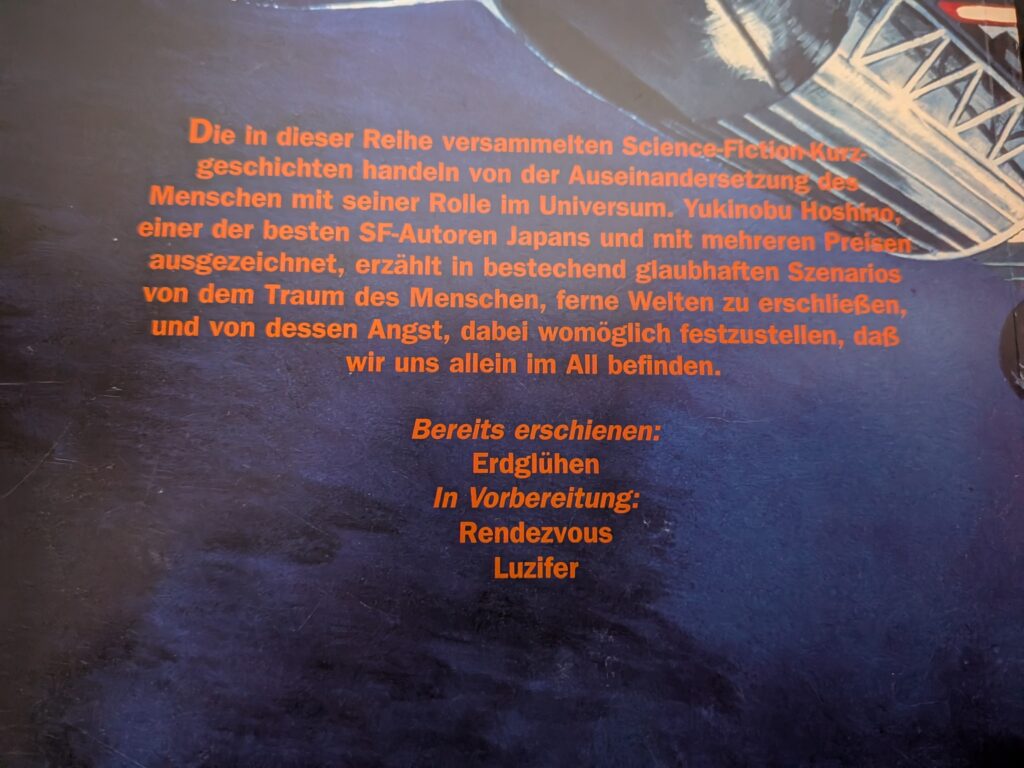 Die in dieser Reihe versammelten Science-Fiction-Kurz-
geschichten handeln von der Auseinandersetzung des
Menschen mit seiner Rolle im Universum. Yukinobu Hoshino,
einer der besten SF-Autoren Japans und mit mehreren Preisen
ausgezeichnet, erzählt in bestechend glaubhaften Szenarios
von dem Traum des Menschen, ferne Welten zu erschließen,
und von dessen Angst, dabei womöglich festzustellen, daß
wir uns allein im All befinden.
Bereits erschienen:
Erdglühen
In Vorbereitung:
Rendezvous
Luzifer